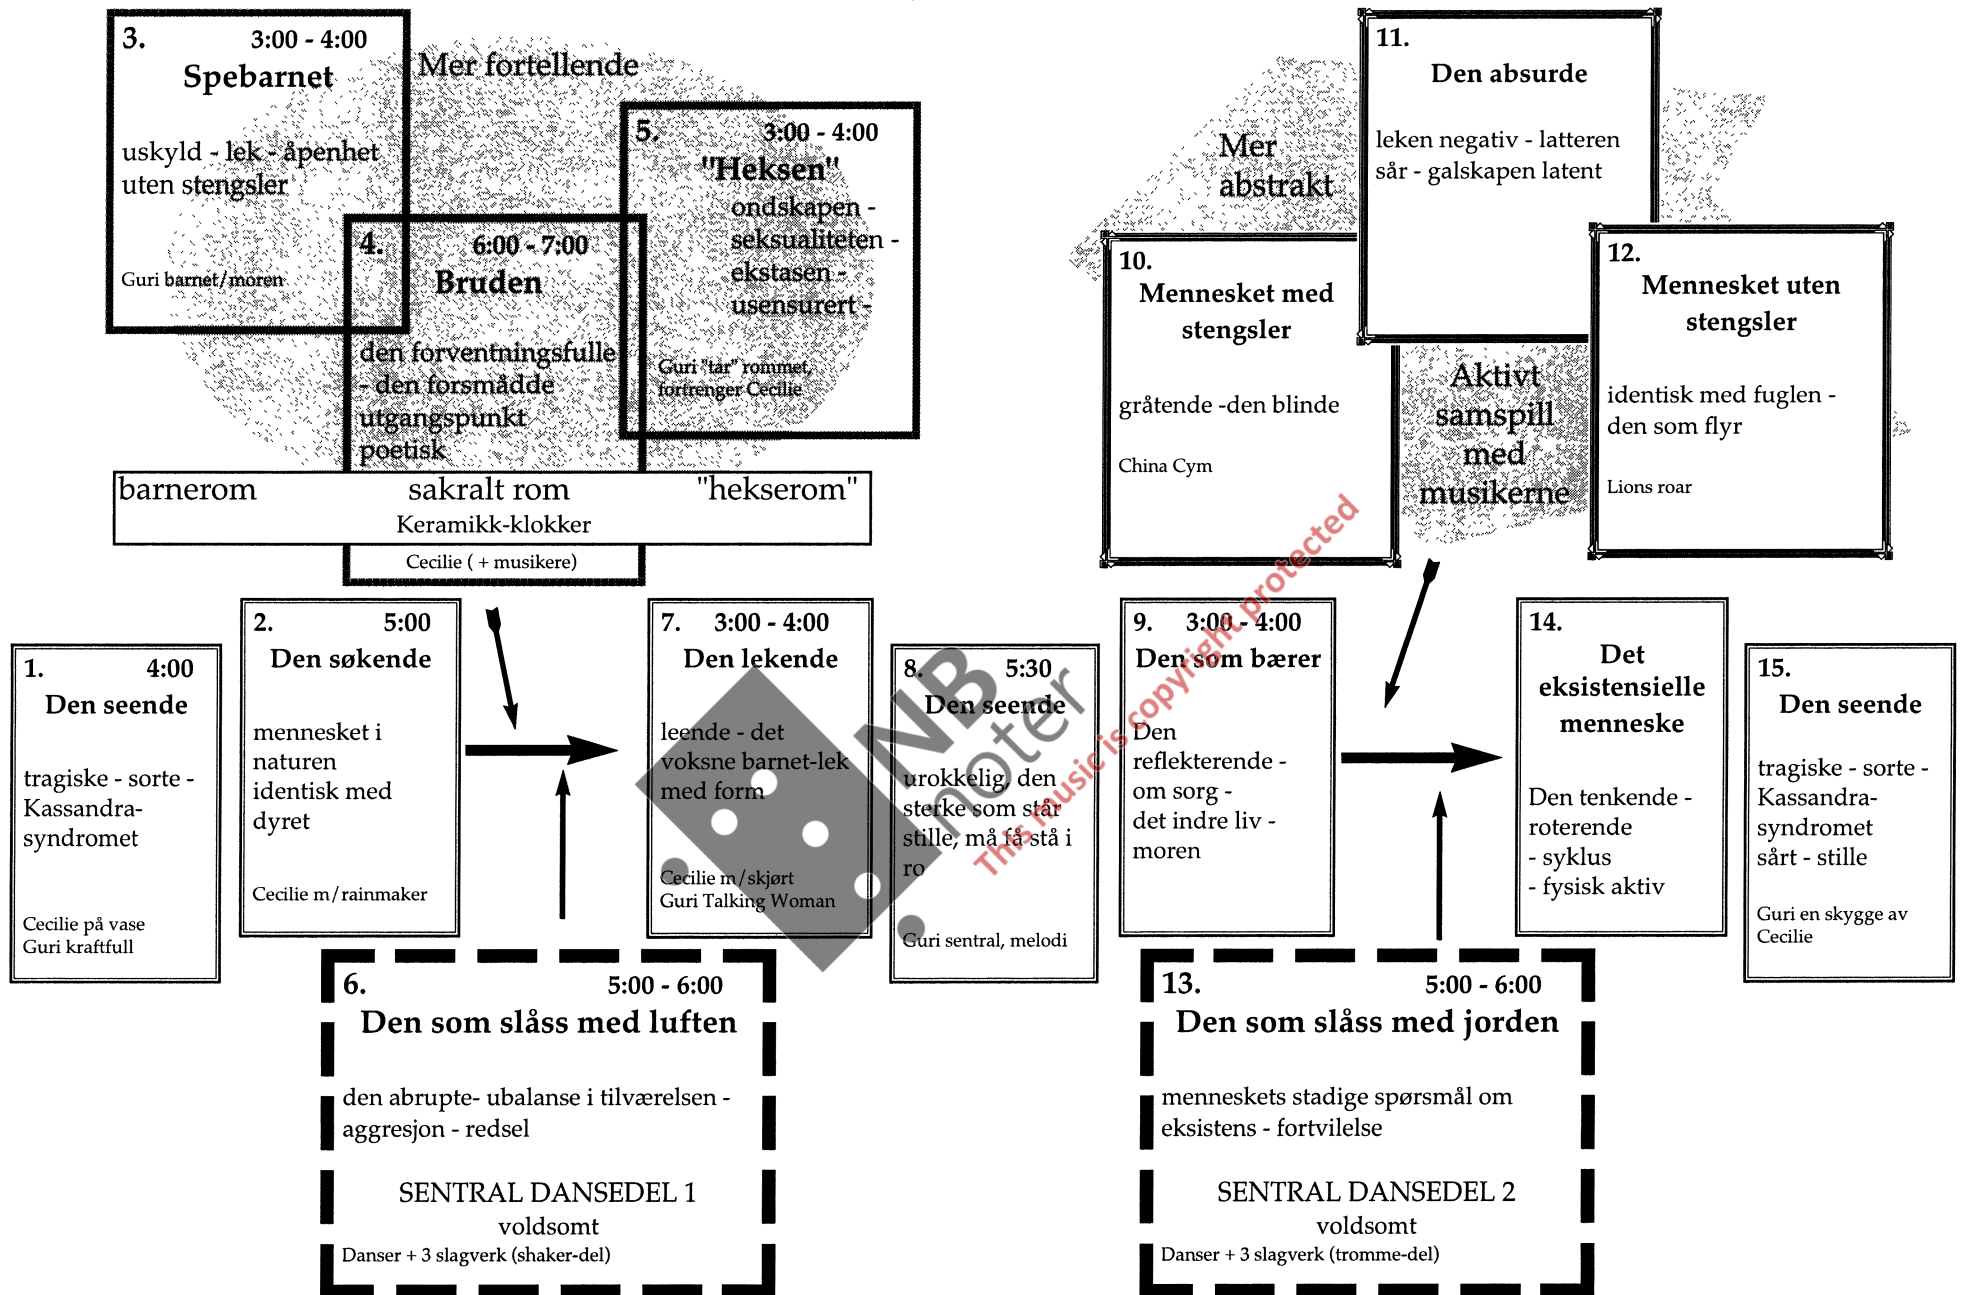 3. 3:00 - 4:00
Spebarnet
uskyld - lek - åpenhet
uten stengsler
Guri barnet/moren
Mer fortellende
4. 6:00 - 7:00
Bruden
den forventningsfulle
- den forsmådde
utgangspunkt
poetisk
5. 3:00 - 4:00
"Heksen"
ondskapen -
seksualiteten -
ekstasen -
usensurert -
Guri "tar" rommet,
fortrenger Cecilie
barnerom sakralt rom "hekserom"
Keramikk-klokker
Cecilie ( + musikere)
Mer
abstrakt
11.
Den absurde
leken negativ - latteren
sår - galskapen latent
10.
Mennesket med
stengsler
gråtende -den blinde
China Cym
Aktivt
samspill
med
musikerne
12.
Mennesket uten
stengsler
identisk med fuglen -
den som flyr
Lions roar
1. 4:00
Den seende
tragiske - sorte -
Kassandra-
syndromet
Cecilie på vase
Guri kraftfull
2. 5:00
Den søkende
mennesket i
naturen
identisk med
dyret
Cecilie m/rainmaker
7. 3:00 - 4:00
Den lekende
leende - det
voksne barnet-lek
med form
Cecilie m/skjørt
Guri Talking Woman
8. 5:30
Den seende
urokkelig, den
sterke som står
stille, må få stå i
ro
Guri sentral, melodi
9. 3:00 - 4:00
Den som bærer
Den
reflekterende -
om sorg -
det indre liv -
moren
14.
Det
eksistensielle
menneske
Den tenkende -
roterende
- syklus
- fysisk aktiv
15.
Den seende
tragiske - sorte -
Kassandra-
syndromet
sårt - stille
Guri en skygge av
Cecilie
6. 5:00 - 6:00
Den som slåss med luften
den abrupte- ubalanse i tilværelsen -
aggresjon - redsel
SENTRAL DANSEDEL 1
voldsomt
Danser + 3 slagverk (shaker-del)
13. 5:00 - 6:00
Den som slåss med jorden
menneskets stadige spørsmål om
eksistens - fortvilelse
SENTRAL DANSEDEL 2
voldsomt
Danser + 3 slagverk (tromme-del)
NB
noter
This music is copyright protected